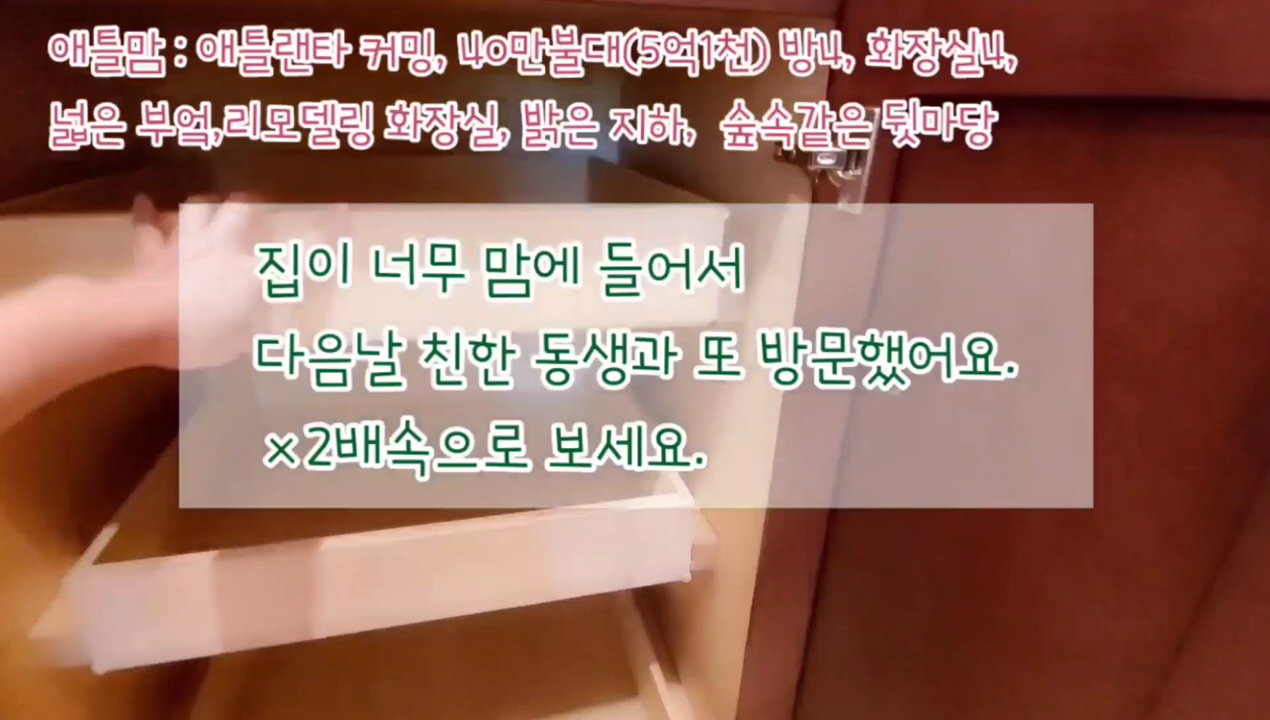 애틀맘 : 애틀랜타 커밍, 40만불대(5억1천) 방4, 화장실4,
넓은 부엌,리모델링 화장실, 밝은 지하, 숲속같은 뒷마당
집이 너무 맘에 들어서
다음날 친한 동생과 또 방문했어요.
×2배속으로 보세요.